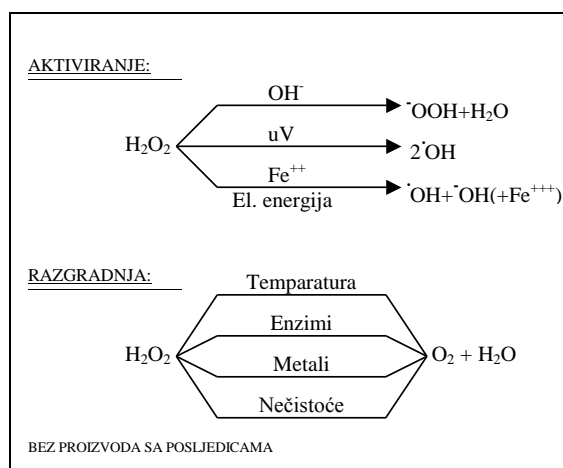 AKTIVIRANJE:
OH⁻
⁻OOH+H₂O
H₂O₂
uV
2˙OH
Fe⁺⁺
El. energija
˙OH+⁻OH(+Fe⁺⁺⁺)
RAZGRADNJA:
Temparatura
Enzimi
H₂O₂
O₂ + H₂O
Metali
Nečistoće
BEZ PROIZVODA SA POSLJEDICAMA